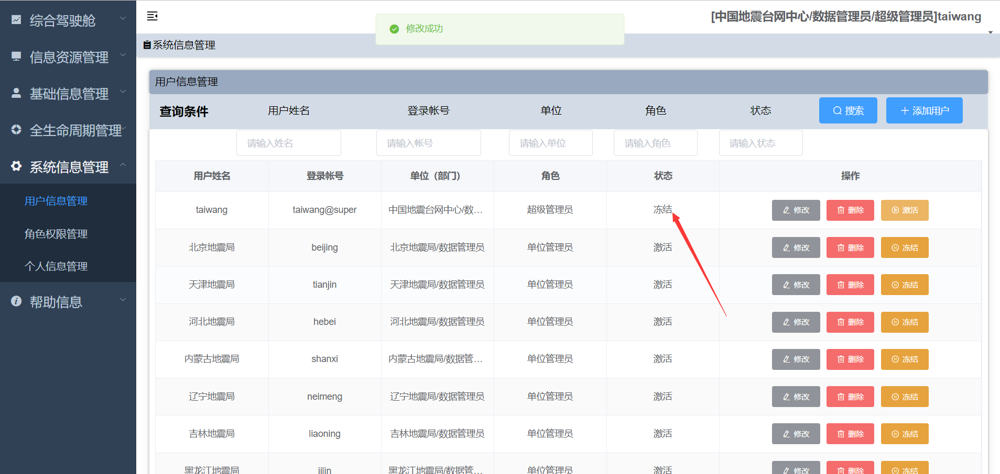 综合驾驶舱
信息资源管理
基础信息管理
全生命周期管理
系统信息管理
用户信息管理
角色权限管理
个人信息管理
帮助信息
[中国地震台网中心/数据管理员/超级管理员]taiwang
修改成功
系统信息管理
用户信息管理
查询条件 用户姓名 登录帐号 单位 角色 状态 搜索 添加用户
请输入姓名 请输入帐号 请输入单位 请输入角色 请输入状态
用户姓名 登录帐号 单位（部门） 角色 状态 操作
taiwang taiwang@super 中国地震台网中心/数… 超级管理员 冻结 修改 删除 激活
北京地震局 beijing 北京地震局/数据管理员 单位管理员 激活 修改 删除 冻结
天津地震局 tianjin 天津地震局/数据管理员 单位管理员 激活 修改 删除 冻结
河北地震局 hebei 河北地震局/数据管理员 单位管理员 激活 修改 删除 冻结
内蒙古地震局 shanxi 内蒙古地震局/数据管… 单位管理员 激活 修改 删除 冻结
辽宁地震局 neimeng 辽宁地震局/数据管理员 单位管理员 激活 修改 删除 冻结
吉林地震局 liaoning 吉林地震局/数据管理员 单位管理员 激活 修改 删除 冻结
黑龙江地震局 jilin 黑龙江地震局/数据管… 单位管理员 激活 修改 删除 冻结